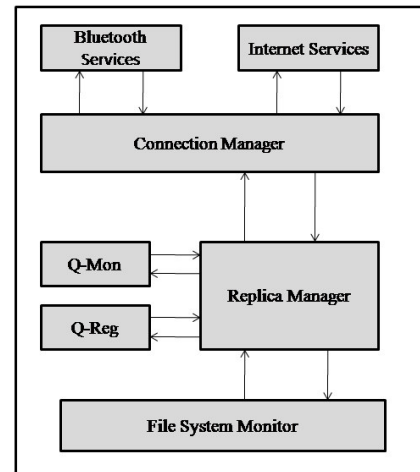 Bluetooth
Services
Internet Services
Connection Manager
Q-Mon
Replica Manager
Q-Reg
File System Monitor